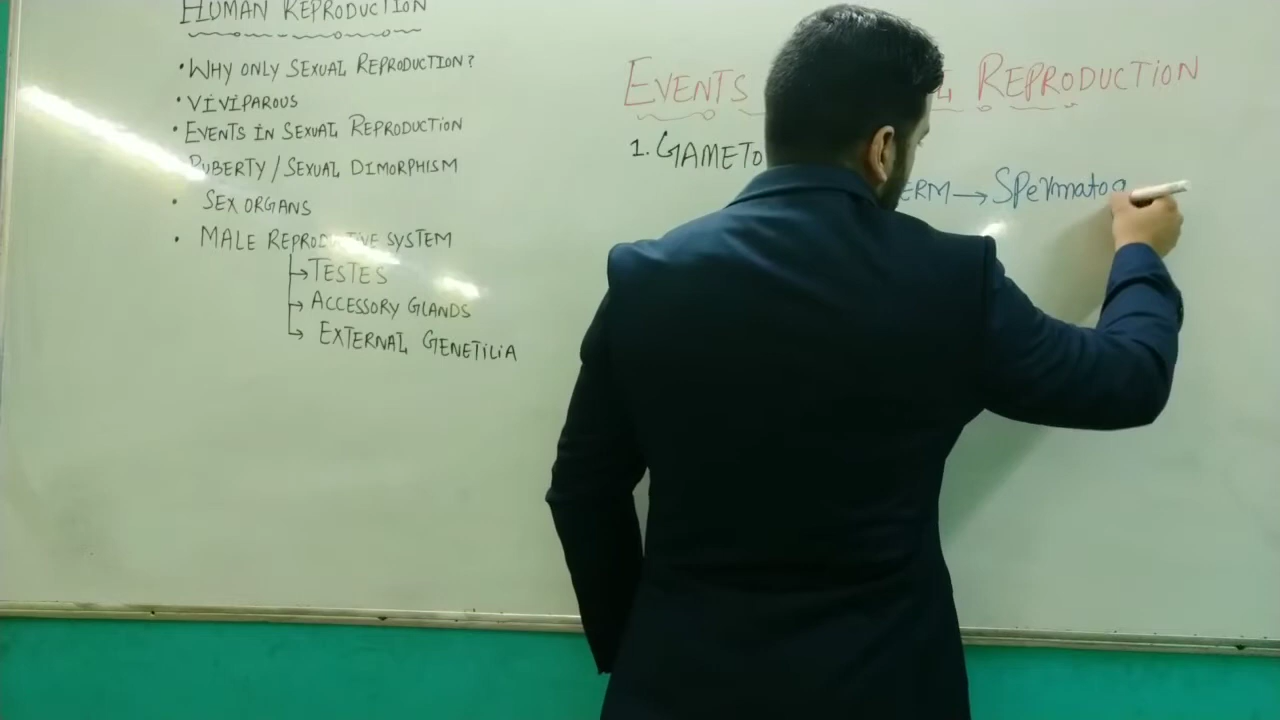 HUMAN REPRODUCTION
• WHY ONLY SEXUAL REPRODUCTION?
• VIVIPAROUS
• EVENTS IN SEXUAL REPRODUCTION
PUBERTY / SEXUAL DIMORPHISM
• SEX ORGANS
• MALE REPRODUCTIVE SYSTEM
→ TESTES
→ ACCESSORY GLANDS
→ EXTERNAL GENETILIA
EVENTS REPRODUCTION
1. GAMETO
ERM → Spermatog